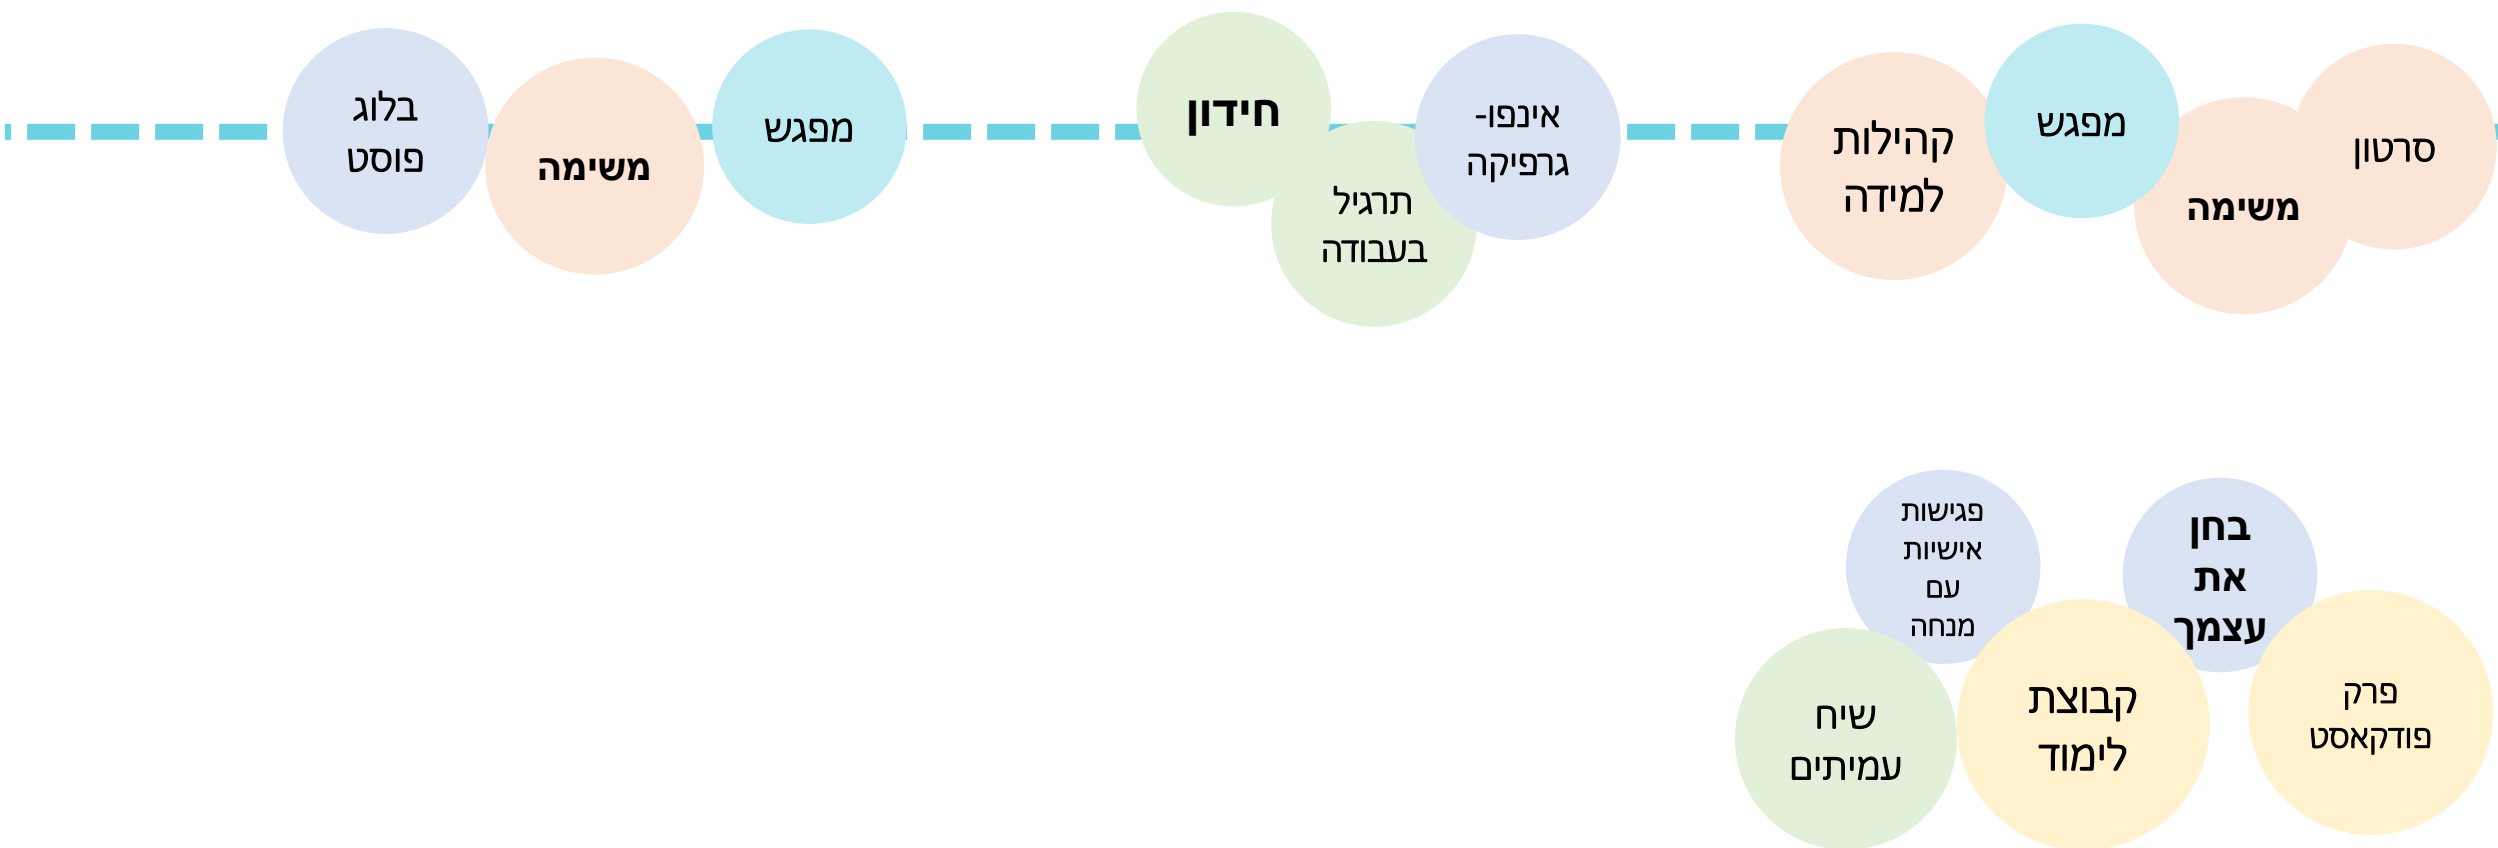 סרטון
משימה
מפגש
קהילות
למידה
אינפו-
גרפיקה
תרגיל
בעבודה
חידון
מפגש
משימה
בלוג
פוסט
פרק
פודקאסט
בחן
את
עצמך
קבוצת
לימוד
פגישות
אישיות
עם
מנחה
שיח
עמיתים